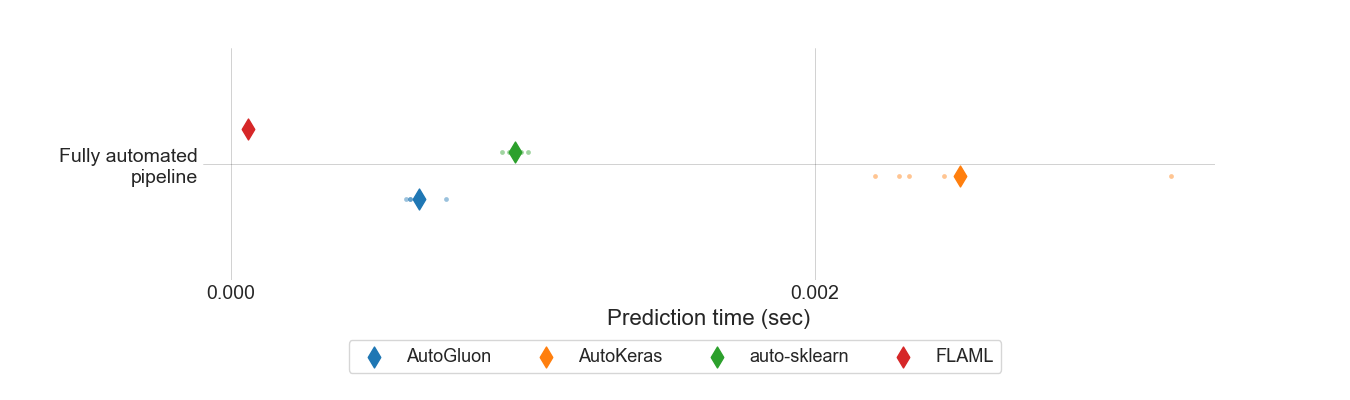 Fully automated
pipeline
0.000
0.002
Prediction time (sec)
AutoGluon
AutoKeras
auto-sklearn
FLAML